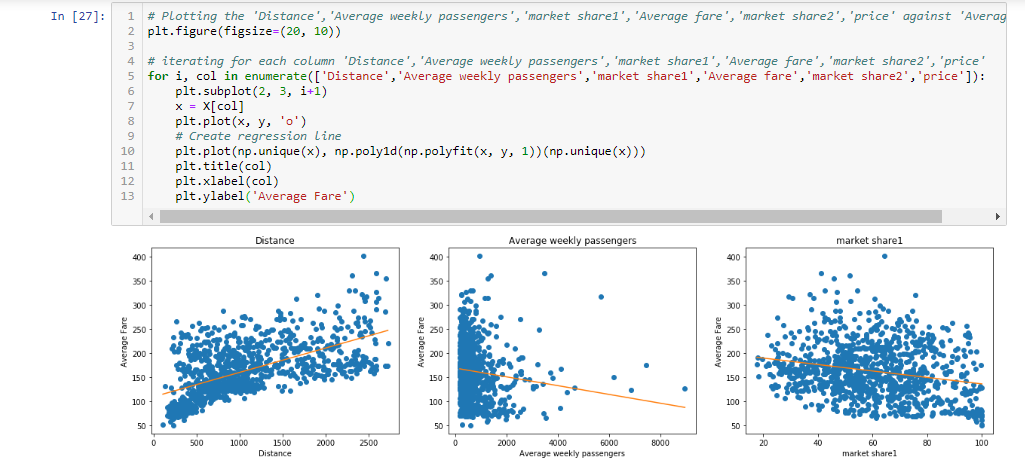 In [27]:
1 # Plotting the 'Distance','Average weekly passengers','market share1','Average fare','market share2','price' against 'Averag
2 plt.figure(figsize=(20, 10))
3
4 # iterating for each column 'Distance','Average weekly passengers','market share1','Average fare','market share2','price'
5 for i, col in enumerate(['Distance','Average weekly passengers','market share1','Average fare','market share2','price']):
6     plt.subplot(2, 3, i+1)
7     x = X[col]
8     plt.plot(x, y, 'o')
9     # Create regression line
10     plt.plot(np.unique(x), np.poly1d(np.polyfit(x, y, 1))(np.unique(x)))
11     plt.title(col)
12     plt.xlabel(col)
13     plt.ylabel('Average Fare')
Distance
400
350
300
250
200
150
100
50
Average Fare
0 500 1000 1500 2000 2500
Distance
Average weekly passengers
400
350
300
250
200
150
100
50
Average Fare
0 2000 4000 6000 8000
Average weekly passengers
market share1
400
350
300
250
200
150
100
50
Average Fare
20 40 60 80 100
market share1